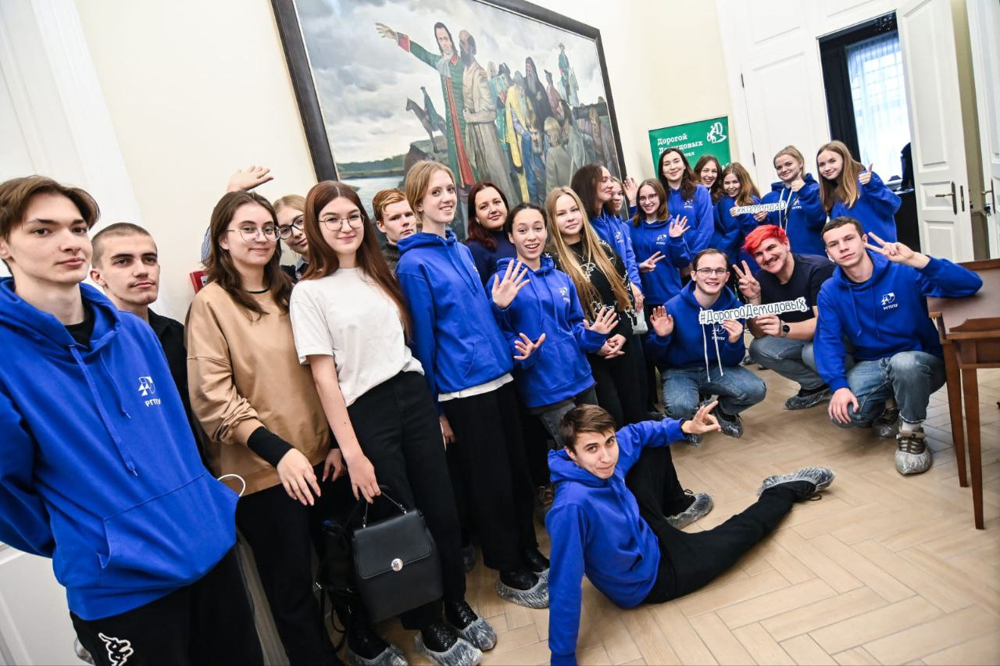 Дорогой
Демидовых
#командаД
#ДорогойДемидовых
РГППУ
РГППУ